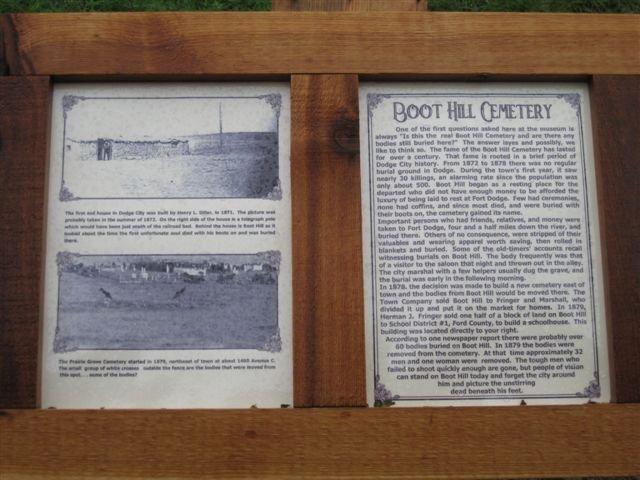 The first sod house in Dodge City was built by Henry L. Sitler, in 1871. The picture was
probably taken in the summer of 1872. On the right side of the house is a telegraph pole
which would have been just south of the railroad bed. Behind the house is Boot Hill as it
looked about the time the first unfortunate soul died with his boots on and was buried
there.
The Prairie Grove Cemetery started in 1879, northeast of town at about 1400 Avenue C.
The small group of white crosses outside the fence are the bodies that were moved from
this spot.... some of the bodies?
BOOT HILL CEMETERY
One of the first questions asked here at the museum is
always "Is this the real Boot Hill Cemetery and are there any
bodies still buried here?" The answer is yes and possibly, we
like to think so. The fame of the Boot Hill Cemetery has lasted
for over a century. That fame is rooted in a brief period of
Dodge City history. From 1872 to 1878 there was no regular
burial ground in Dodge. During the town's first year, it saw
nearly 30 killings, an alarming rate since the population was
only about 500. Boot Hill began as a resting place for the
departed who did not have enough money to be afforded the
luxury of being laid to rest at Fort Dodge. Few had ceremonies,
none had coffins, and since most died, and were buried with
their boots on, the cemetery gained its name.
Important persons who had friends, relatives, and money were
taken to Fort Dodge, four and a half miles down the river, and
buried there. Others of no consequence, were stripped of their
valuables and wearing apparel worth saving, then rolled in
blankets and buried. Some of the old-timers' accounts recall
witnessing burials on Boot Hill. The body frequently was that
of a visitor to the saloon that night and thrown out in the alley.
The city marshal with a few helpers usually dug the grave, and
the burial was early in the following morning.
In 1878, the decision was made to build a new cemetery east of
town and the bodies from Boot Hill would be moved there. The
Town Company sold Boot Hill to Fringer and Marshall, who
divided it up and put it on the market for homes. In 1879,
Herman J. Fringer sold one half of a block of land on Boot Hill
to School District #1, Ford County, to build a schoolhouse. This
building was located directly to your right.
According to one newspaper report there were probably over
60 bodies buried on Boot Hill. In 1879 the bodies were
removed from the cemetery. At that time approximately 32
men and one woman were removed. The tough men who
failed to shoot quickly enough are gone, but people of vision
can stand on Boot Hill today and forget the city around
him and picture the unstirring
dead beneath his feet.